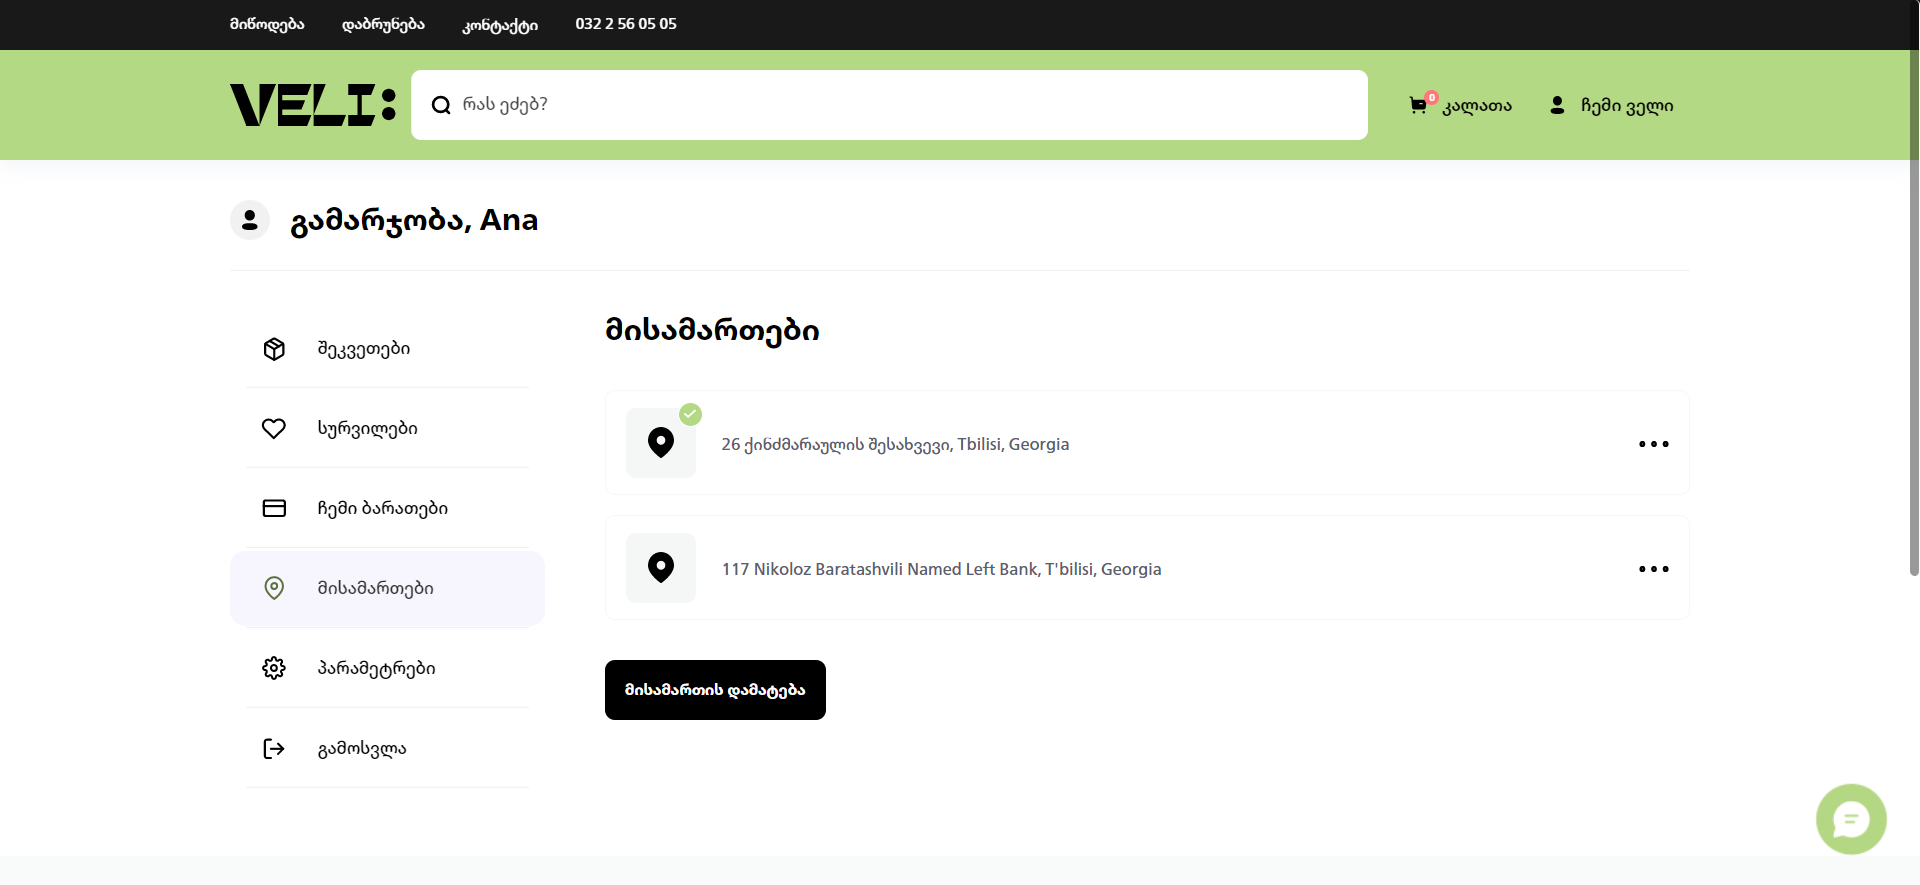 მიწოდება დაბრუნება კონტაქტი 032 2 56 05 05
VELI: რას ეძებ? 0 კალათა ჩემი ველი
გამარჯობა, Ana
შეკვეთები
სურვილები
ჩემი ბარათები
მისამართები
პარამეტრები
გამოსვლა
მისამართები
26 ქინძმარაულის შესახვევი, Tbilisi, Georgia
117 Nikoloz Baratashvili Named Left Bank, T'bilisi, Georgia
მისამართის დამატება